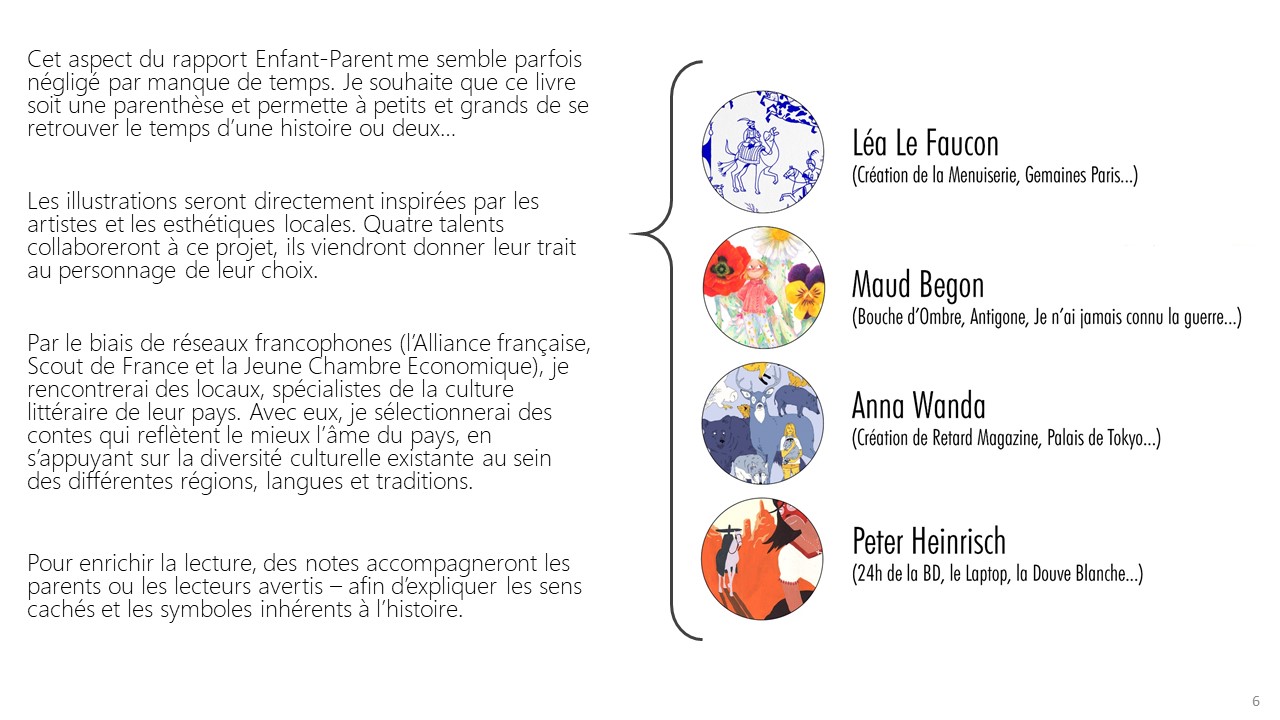 Cet aspect du rapport Enfant-Parent me semble parfois
négligé par manque de temps. Je souhaite que ce livre
soit une parenthèse et permette à petits et grands de se
retrouver le temps d’une histoire ou deux…
Les illustrations seront directement inspirées par les
artistes et les esthétiques locales. Quatre talents
collaboreront à ce projet, ils viendront donner leur trait
au personnage de leur choix.
Par le biais de réseaux francophones (l’Alliance française,
Scout de France et la Jeune Chambre Economique), je
rencontrerai des locaux, spécialistes de la culture
littéraire de leur pays. Avec eux, je sélectionnerai des
contes qui reflètent le mieux l’âme du pays, en
s’appuyant sur la diversité culturelle existante au sein
des différentes régions, langues et traditions.
Pour enrichir la lecture, des notes accompagneront les
parents ou les lecteurs avertis – afin d’expliquer les sens
cachés et les symboles inhérents à l’histoire.
Léa Le Faucon
(Création de la Menuiserie, Gemaines Paris...)
Maud Begon
(Bouche d’Ombre, Antigone, Je n’ai jamais connu la guerre...)
Anna Wanda
(Création de Retard Magazine, Palais de Tokyo...)
Peter Heinrisch
(24h de la BD, le Laptop, la Douve Blanche...)
6